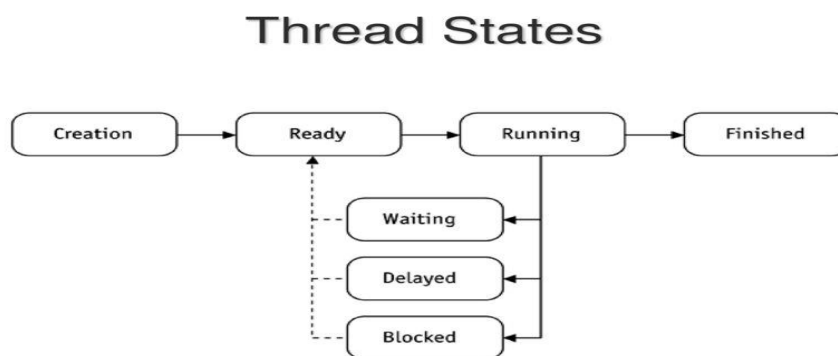 Thread States
Creation
Ready
Running
Finished
Waiting
Delayed
Blocked